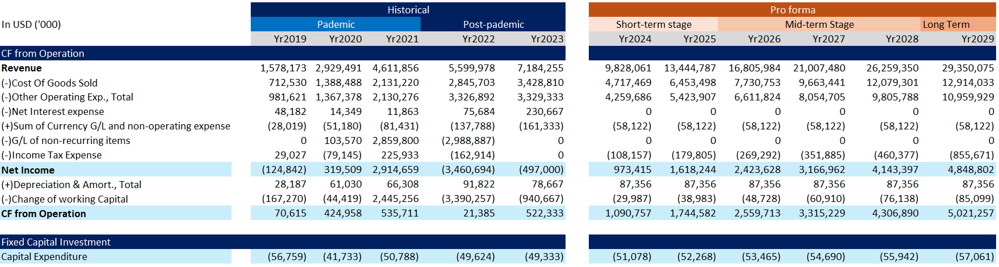 Historical Pro forma
In USD ('000) Pademic Post-pademic Short-term stage Mid-term Stage Long Term
Yr2019 Yr2020 Yr2021 Yr2022 Yr2023 Yr2024 Yr2025 Yr2026 Yr2027 Yr2028 Yr2029
CF from Operation
Revenue 1,578,173 2,929,491 4,611,856 5,599,978 7,184,255 9,828,061 13,444,787 16,805,984 21,007,480 26,259,350 29,350,075
(-)Cost Of Goods Sold 712,530 1,388,488 2,131,220 2,845,703 3,428,810 4,717,469 6,453,498 7,730,753 9,663,441 12,079,301 12,914,033
(-)Other Operating Exp., Total 981,621 1,367,378 2,130,276 3,326,892 3,329,333 4,259,686 5,423,907 6,611,824 8,054,705 9,805,788 10,959,929
(-)Net Interest expense 48,182 14,349 11,863 75,684 230,667 0 0 0 0 0 0
(+)Sum of Currency G/L and non-operating expense (28,019) (51,180) (81,431) (137,788) (161,333) (58,122) (58,122) (58,122) (58,122) (58,122) (58,122)
(-)G/L of non-recurring items 0 103,570 2,859,800 (2,988,887) 0 0 0 0 0 0 0
(-)Income Tax Expense 29,027 (79,145) 225,933 (162,914) 0 (108,157) (179,805) (269,292) (351,885) (460,377) (855,671)
Net Income (124,842) 319,509 2,914,659 (3,460,694) (497,000) 973,415 1,618,244 2,423,628 3,166,962 4,143,397 4,848,802
(+)Depreciation & Amort., Total 28,187 61,030 66,308 91,822 78,667 87,356 87,356 87,356 87,356 87,356 87,356
(-)Change of working Capital (167,270) (44,419) 2,445,256 (3,390,257) (940,667) (29,987) (38,983) (48,728) (60,910) (76,138) (85,099)
CF from Operation 70,615 424,958 535,711 21,385 522,333 1,090,757 1,744,582 2,559,713 3,315,229 4,306,890 5,021,257
Fixed Capital Investment
Capital Expenditure (56,759) (41,733) (50,788) (49,624) (49,333) (51,078) (52,268) (53,465) (54,690) (55,942) (57,061)